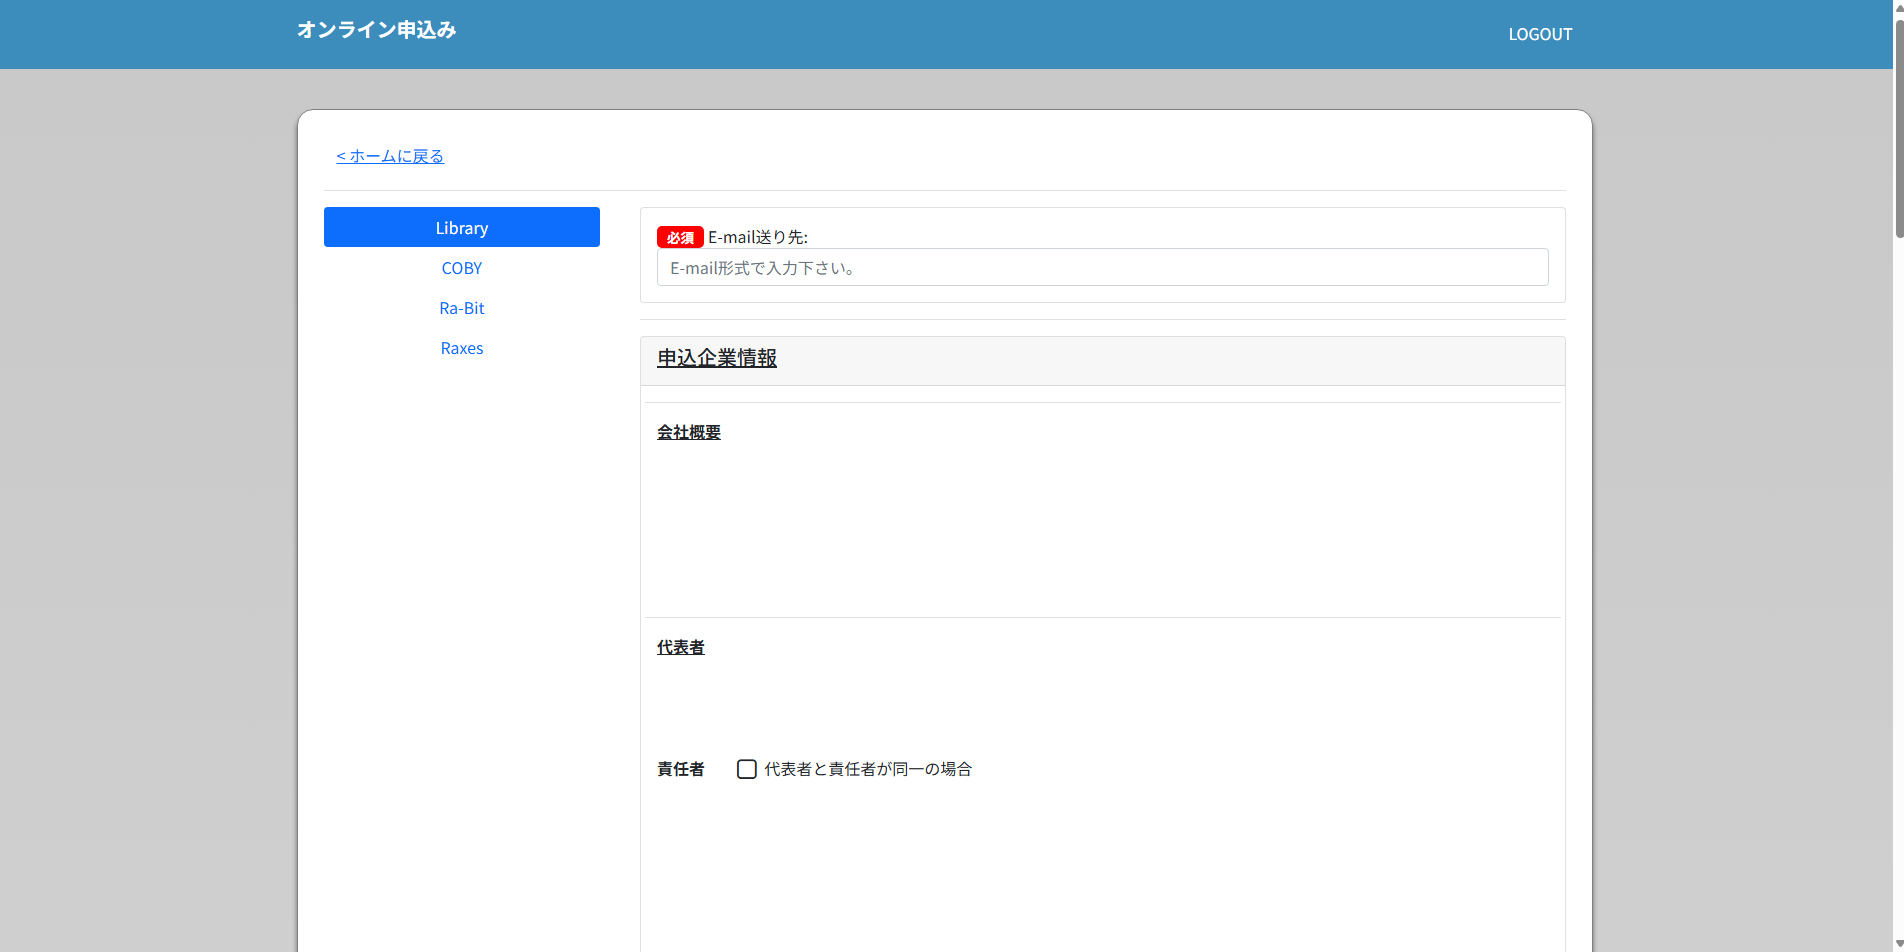 オンライン申込み
LOGOUT
< ホームに戻る
Library
COBY
Ra-Bit
Raxes
必須 E-mail送り先:
E-mail形式で入力下さい。
申込企業情報
会社概要
代表者
責任者 代表者と責任者が同一の場合